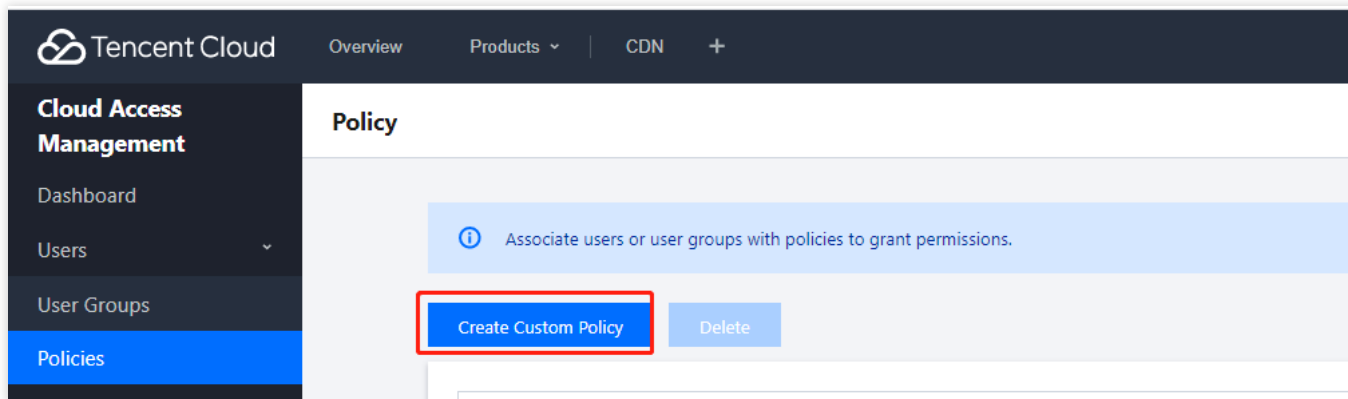 Tencent Cloud Overview Products CDN +
Cloud Access
Management
Policy
Dashboard
Users
Associate users or user groups with policies to grant permissions.
User Groups
Create Custom Policy Delete
Policies